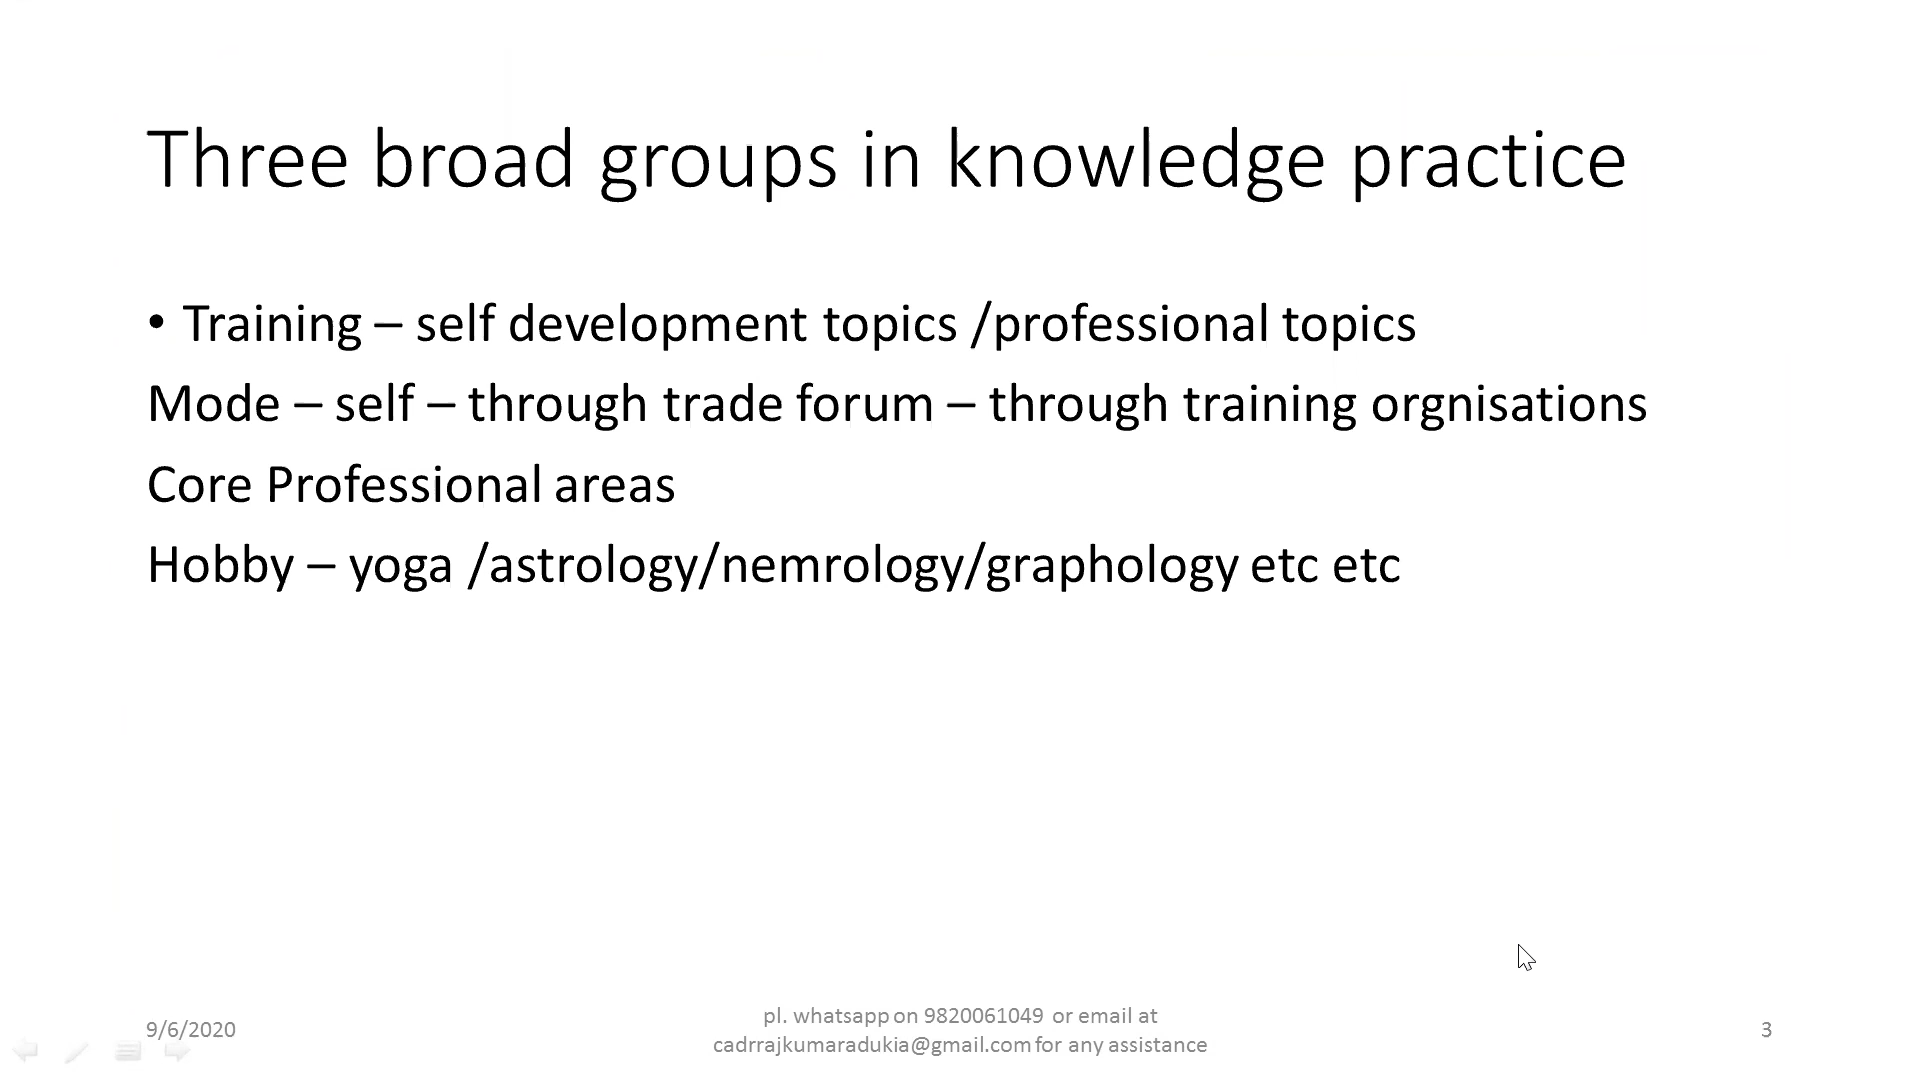 Three broad groups in knowledge practice
• Training – self development topics /professional topics
Mode – self – through trade forum – through training orgnisations
Core Professional areas
Hobby – yoga /astrology/nemrology/graphology etc etc
9/6/2020
pl. whatsapp on 9820061049 or email at
cadrrajkumaradukia@gmail.com for any assistance
3